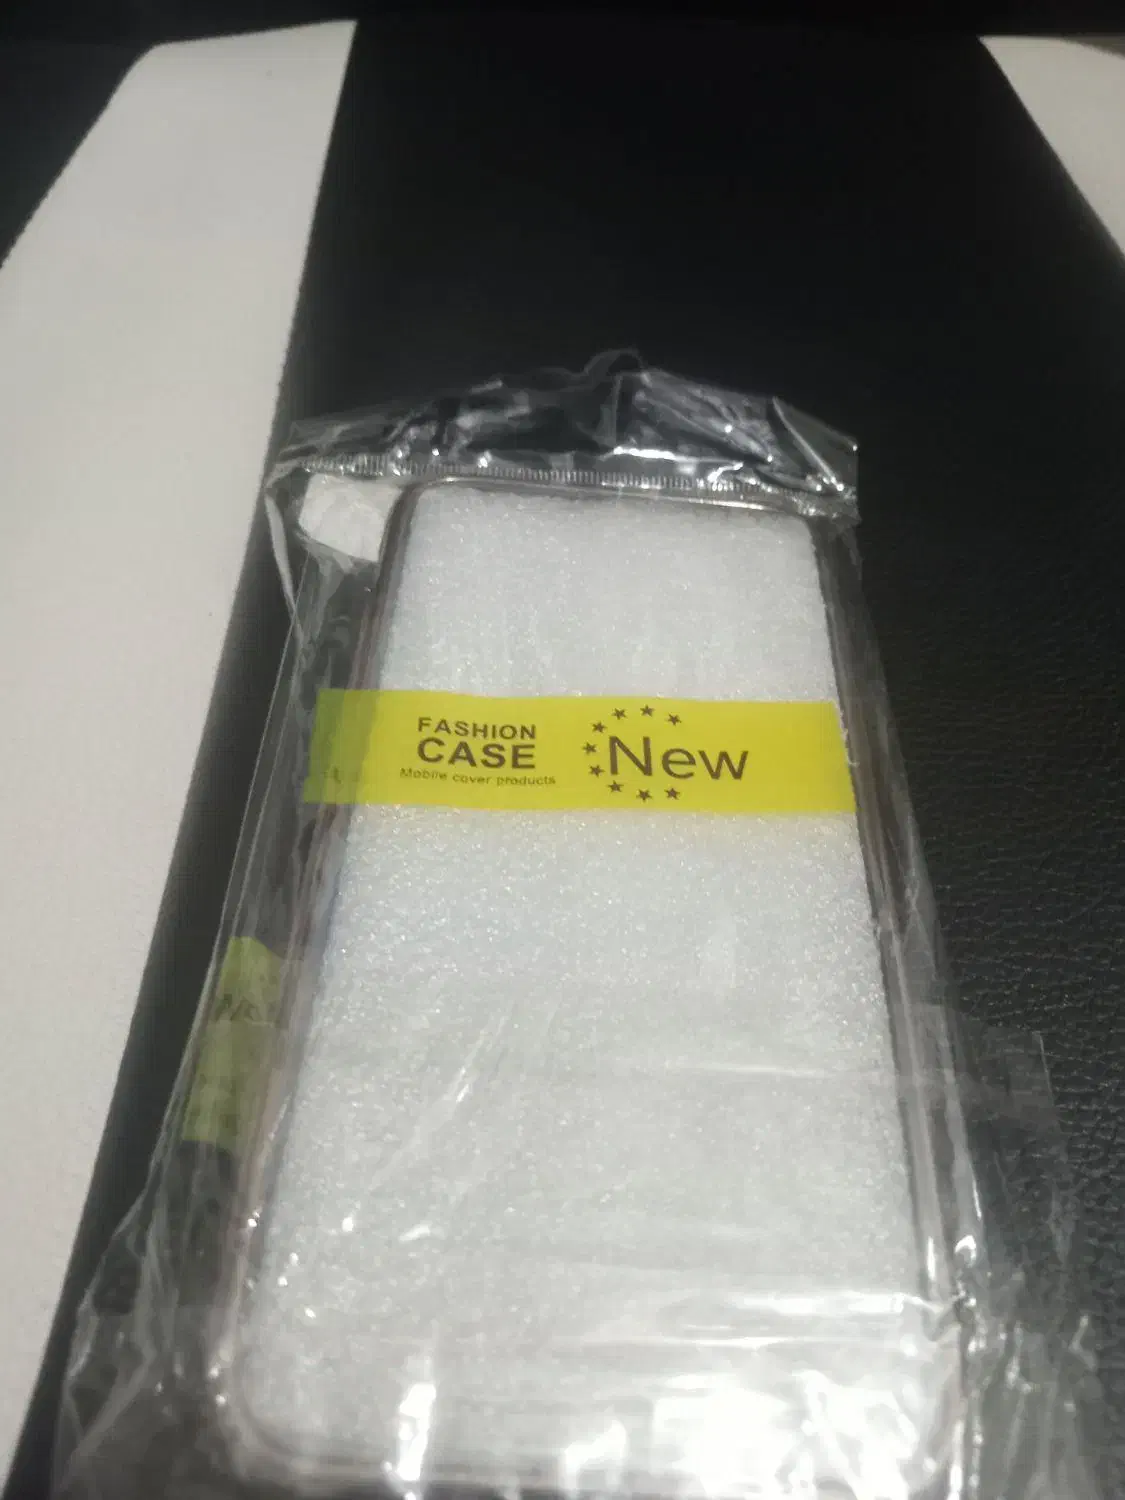 FASHION
CASE
Mobile cover products
New